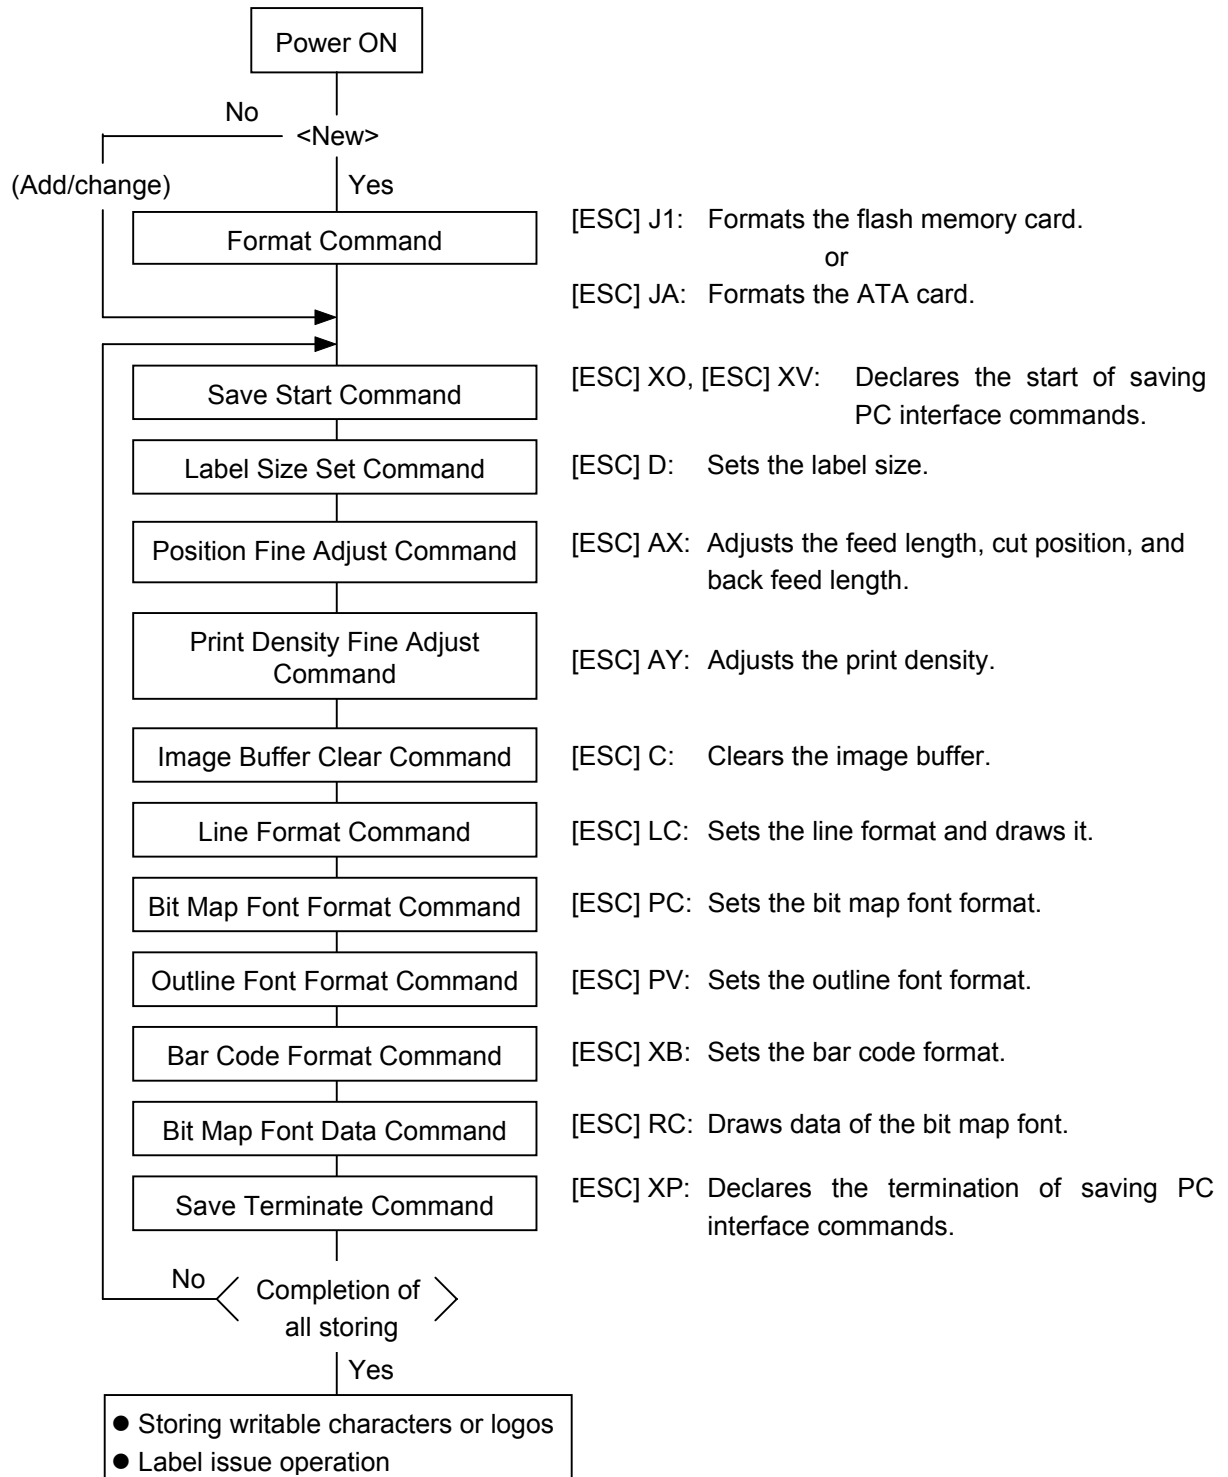 Power ON
No
<New>
(Add/change)
Yes
Format Command
[ESC] J1: Formats the flash memory card.
or
[ESC] JA: Formats the ATA card.
Save Start Command
[ESC] XO, [ESC] XV: Declares the start of saving
PC interface commands.
Label Size Set Command
[ESC] D: Sets the label size.
Position Fine Adjust Command
[ESC] AX: Adjusts the feed length, cut position, and
back feed length.
Print Density Fine Adjust
Command
[ESC] AY: Adjusts the print density.
Image Buffer Clear Command
[ESC] C: Clears the image buffer.
Line Format Command
[ESC] LC: Sets the line format and draws it.
Bit Map Font Format Command
[ESC] PC: Sets the bit map font format.
Outline Font Format Command
[ESC] PV: Sets the outline font format.
Bar Code Format Command
[ESC] XB: Sets the bar code format.
Bit Map Font Data Command
[ESC] RC: Draws data of the bit map font.
Save Terminate Command
[ESC] XP: Declares the termination of saving PC
interface commands.
No
Completion of
all storing
Yes
● Storing writable characters or logos
● Label issue operation